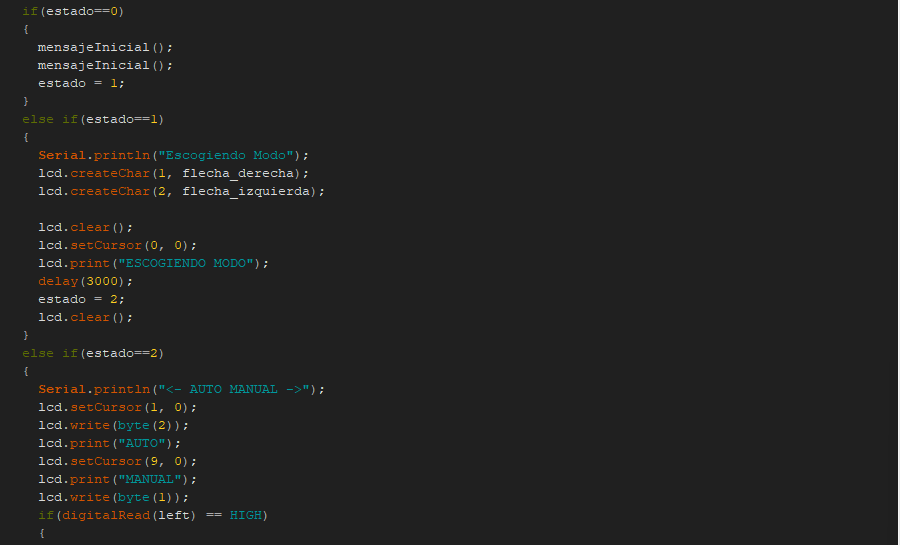 if(estado==0)
{
mensajeInicial();
mensajeInicial();
estado = 1;
}
else if(estado==1)
{
Serial.println("Escogiendo Modo");
lcd.createChar(1, flecha_derecha);
lcd.createChar(2, flecha_izquierda);
lcd.clear();
lcd.setCursor(0, 0);
lcd.print("ESCOGIENDO MODO");
delay(3000);
estado = 2;
lcd.clear();
}
else if(estado==2)
{
Serial.println("<- AUTO MANUAL ->");
lcd.setCursor(1, 0);
lcd.write(byte(2));
lcd.print("AUTO");
lcd.setCursor(9, 0);
lcd.print("MANUAL");
lcd.write(byte(1));
if(digitalRead(left) == HIGH)
{